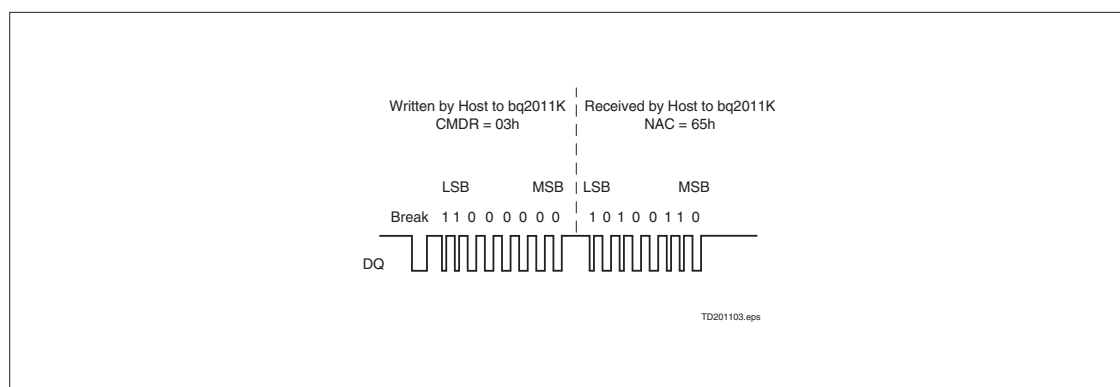 Written by Host to bq2011K
CMDR = 03h
Received by Host to bq2011K
NAC = 65h
LSB MSB LSB MSB
Break 1 1 0 0 0 0 0 0 1 0 1 0 0 1 1 0
DQ
TD201103.eps